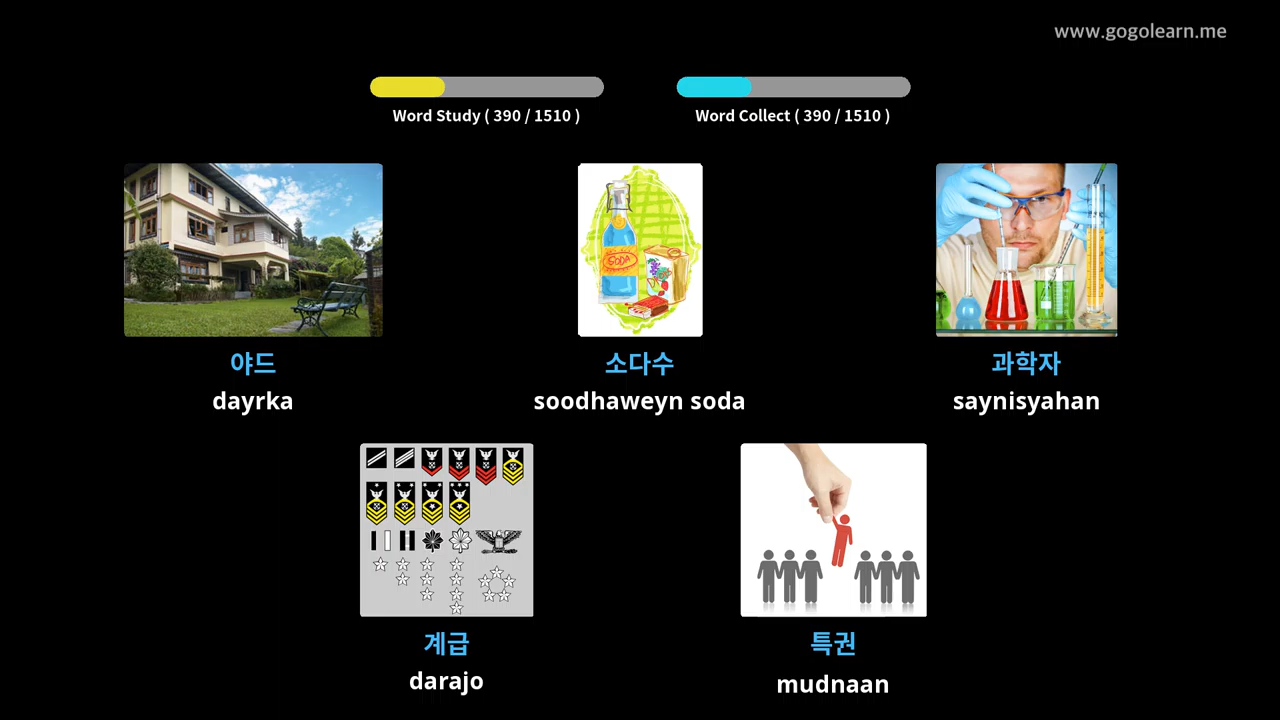 www.gogolearn.me
Word Study ( 390 / 1510 )
Word Collect ( 390 / 1510 )
SODA
야드
소다수
과학자
dayrka
soodhaweyn soda
saynisyahan
계급
특권
darajo
mudnaan